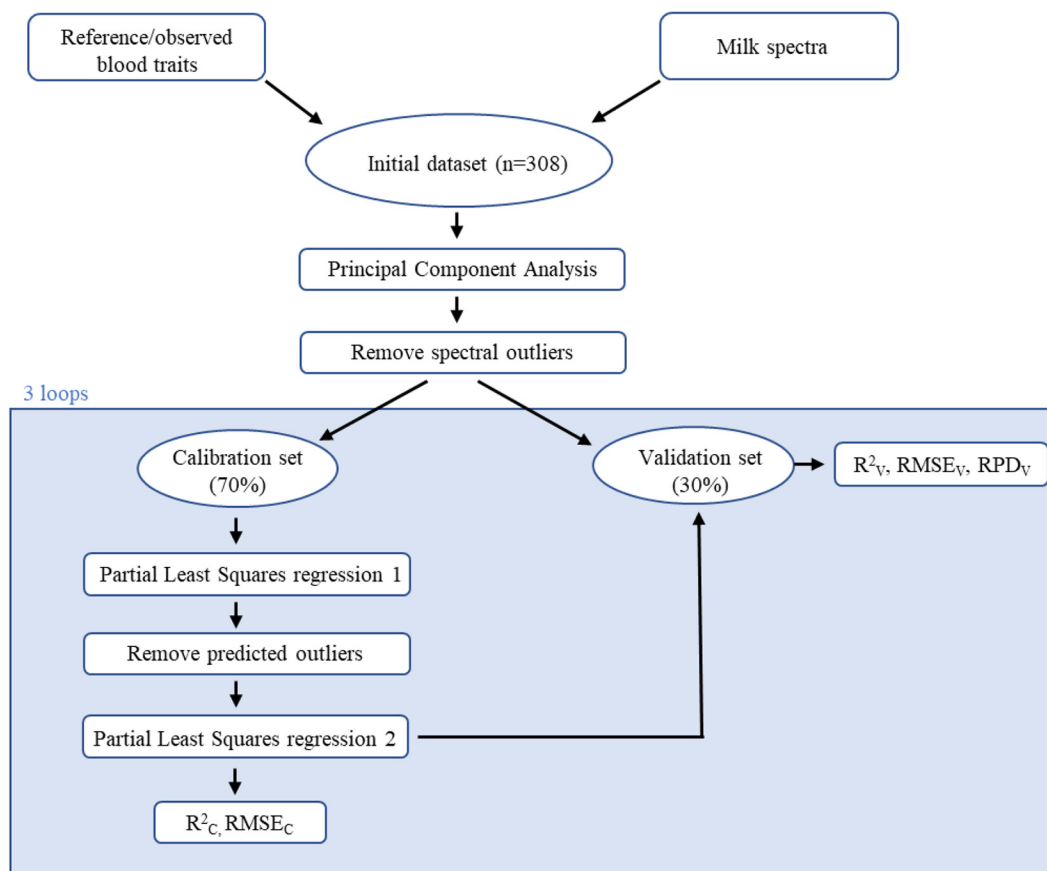 Reference/observed
blood traits
Milk spectra
Initial dataset (n=308)
Principal Component Analysis
Remove spectral outliers
3 loops
Calibration set
(70%)
Validation set
(30%)
R²V, RMSEV, RPDV
Partial Least Squares regression 1
Remove predicted outliers
Partial Least Squares regression 2
R²C, RMSEC